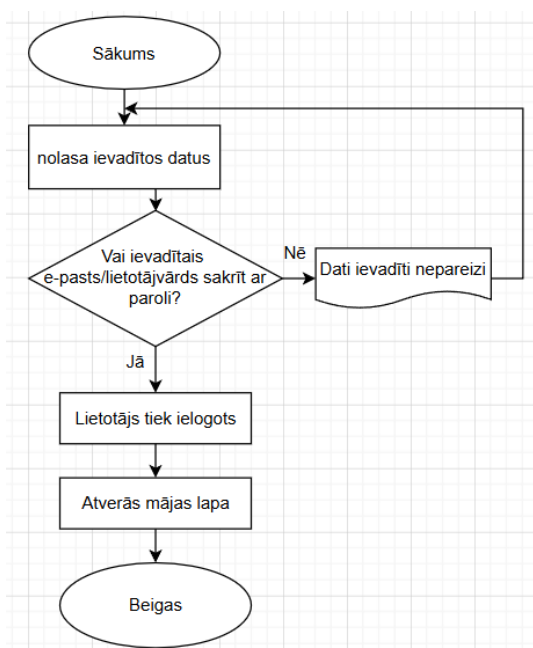 Sākums
nolasa ievadītos datus
Vai ievadītais
e-pasts/lietotājvārds sakrīt ar
paroli?
Nē
Dati ievadīti nepareizi
Jā
Lietotājs tiek ielogots
Atverās mājas lapa
Beigas